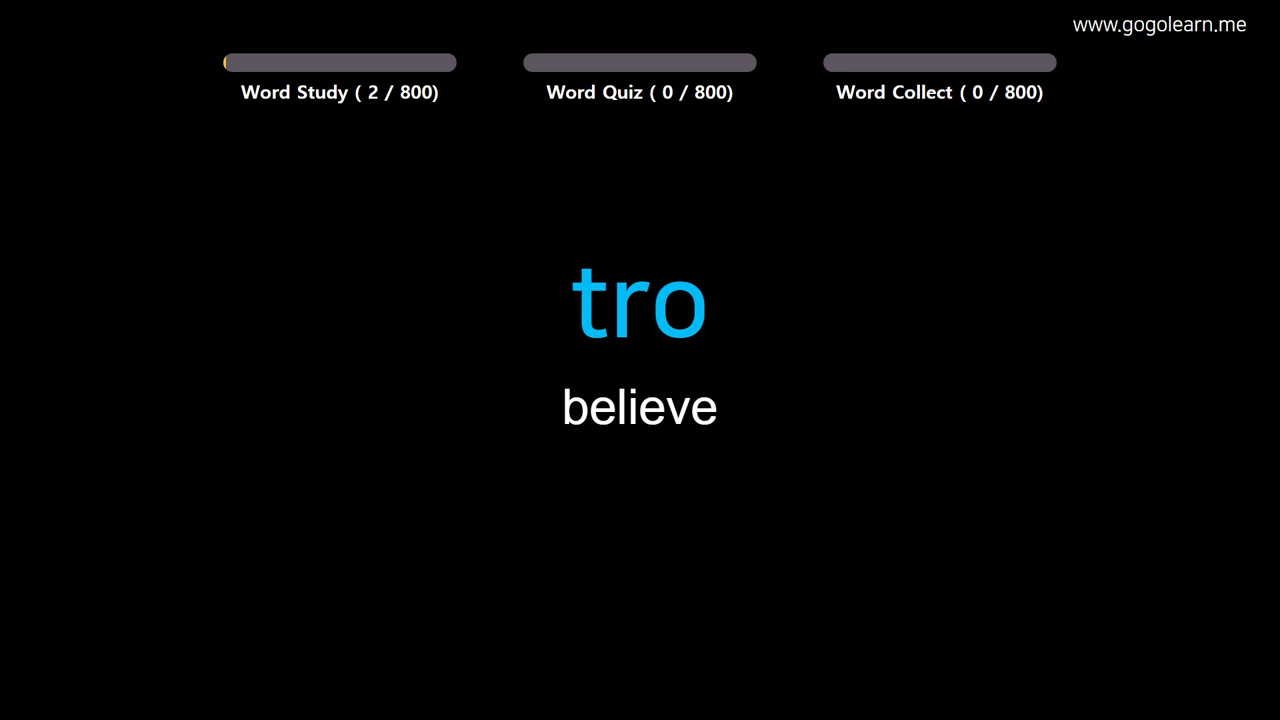 www.gogolearn.me
Word Study ( 2 / 800)
Word Quiz ( 0 / 800)
Word Collect ( 0 / 800)
tro
believe